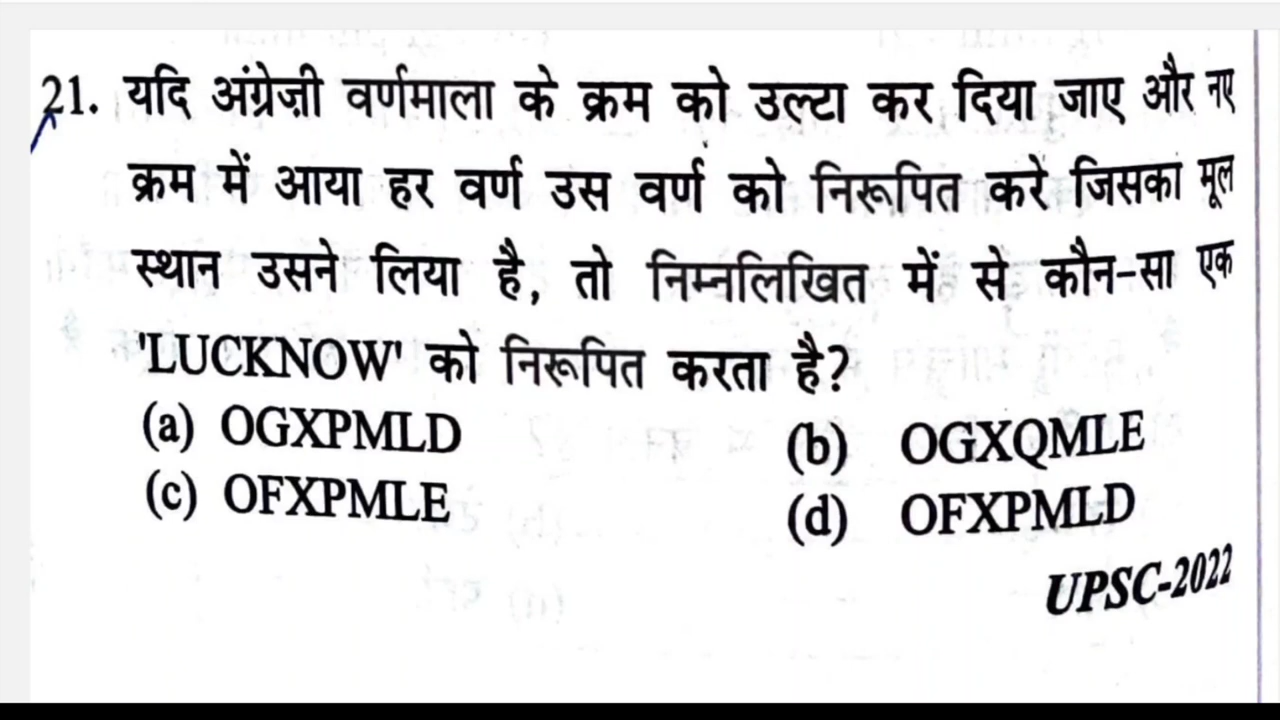 21. यदि अंग्रेज़ी वर्णमाला के क्रम को उल्टा कर दिया जाए और नए
क्रम में आया हर वर्ण उस वर्ण को निरूपित करे जिसका मूल
स्थान उसने लिया है, तो निम्नलिखित में से कौन-सा एक
'LUCKNOW' को निरूपित करता है?
(a) OGXPMLD (b) OGXQMLE
(c) OFXPMLE (d) OFXPMLD
UPSC-2022